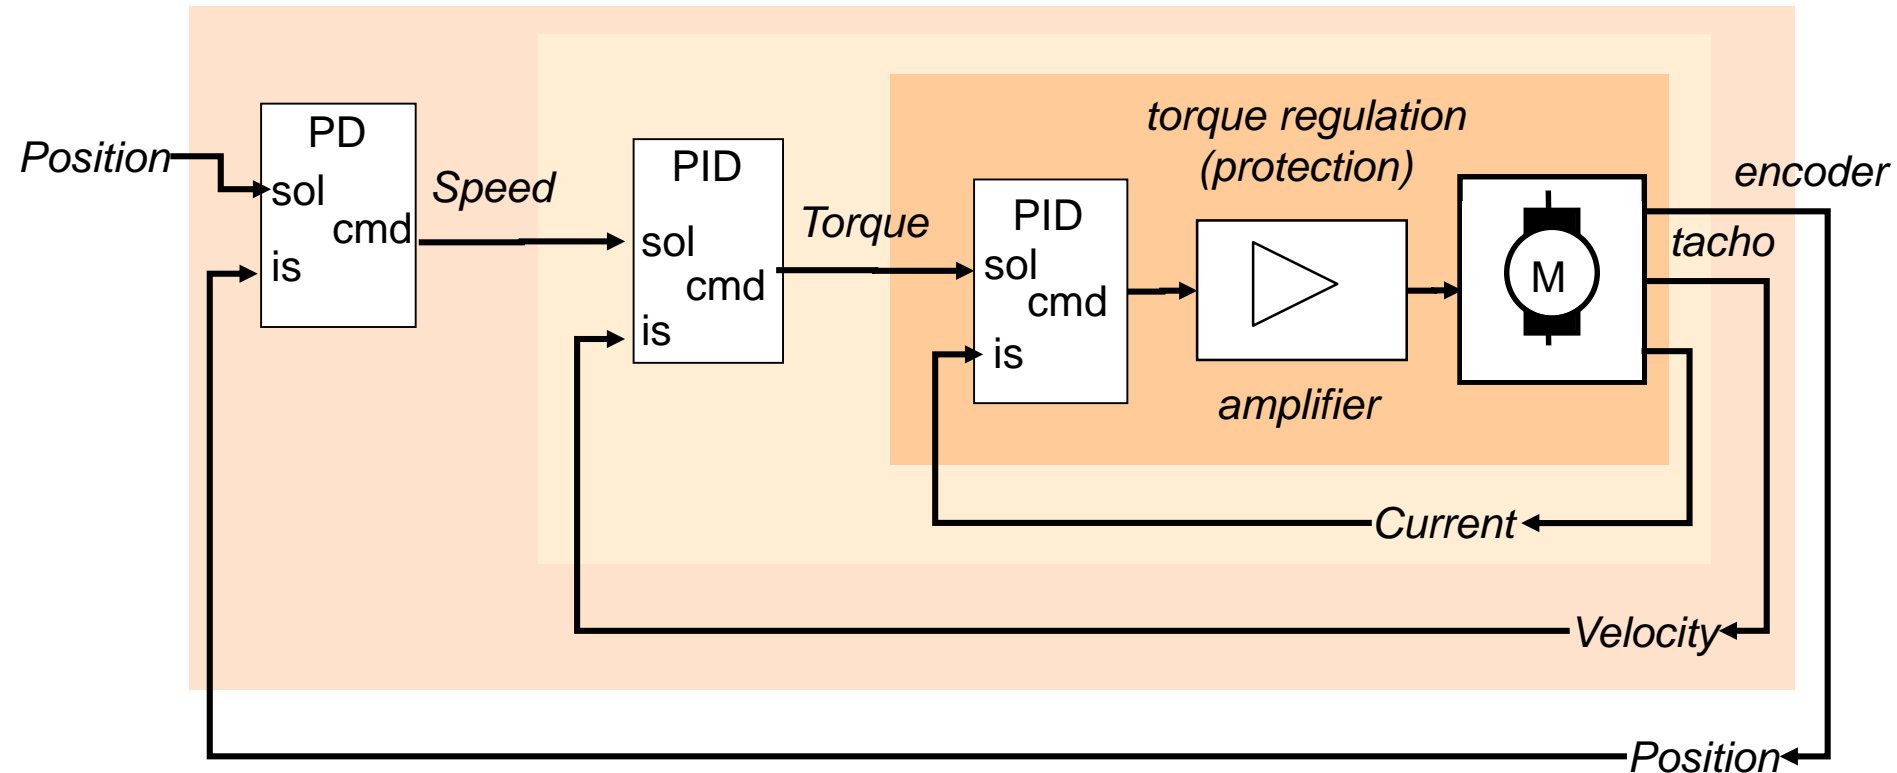 Position
PD
sol
cmd
is
Speed
PID
sol
cmd
is
Torque
torque regulation
(protection)
PID
sol
cmd
is
amplifier
M
encoder
tacho
Current
Velocity
Position